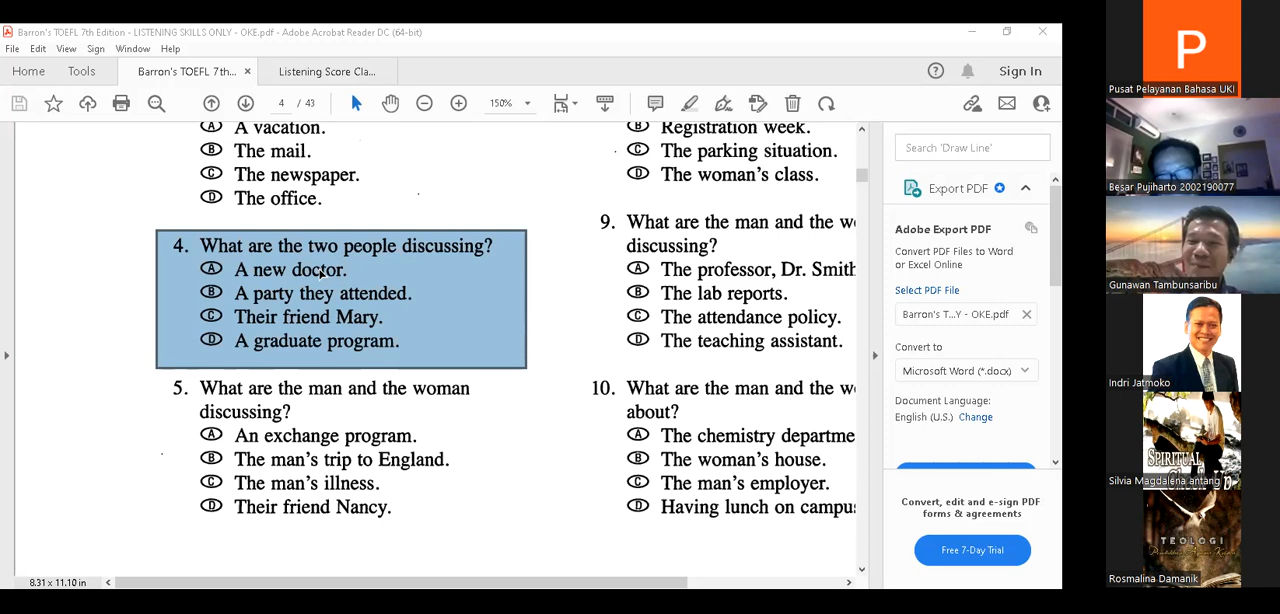 Barron's TOEFL 7th Edition - LISTENING SKILLS ONLY - OKE.pdf - Adobe Acrobat Reader DC (64-bit)
File Edit View Sign Window Help
Home Tools Barron's TOEFL 7th... × Listening Score Cla... Sign In
4 / 43 150%
A A vacation.
B The mail.
C The newspaper.
D The office.
4. What are the two people discussing?
A A new doctor.
B A party they attended.
C Their friend Mary.
D A graduate program.
5. What are the man and the woman
discussing?
A An exchange program.
B The man's trip to England.
C The man's illness.
D Their friend Nancy.
B Registration week.
C The parking situation.
D The woman's class.
9. What are the man and the wo
discussing?
A The professor, Dr. Smith
B The lab reports.
C The attendance policy.
D The teaching assistant.
10. What are the man and the wo
about?
A The chemistry departme
B The woman's house.
C The man's employer.
D Having lunch on campus
8.31 x 11.10 in
Search 'Draw Line'
Export PDF
Adobe Export PDF
Convert PDF Files to Word
or Excel Online
Select PDF File
Barron's T...Y - OKE.pdf
Convert to
Microsoft Word (*.docx)
Document Language:
English (U.S.) Change
Convert, edit and e-sign PDF
forms & agreements
Free 7-Day Trial
P
Pusat Pelayanan Bahasa UKI
Besar Pujiharto 2002190077
Gunawan Tambunsaribu
Indri Jatmoko
SPIRITUAL
Silvia Magdalena antang
TEOLOGI
Rosmalina Damanik